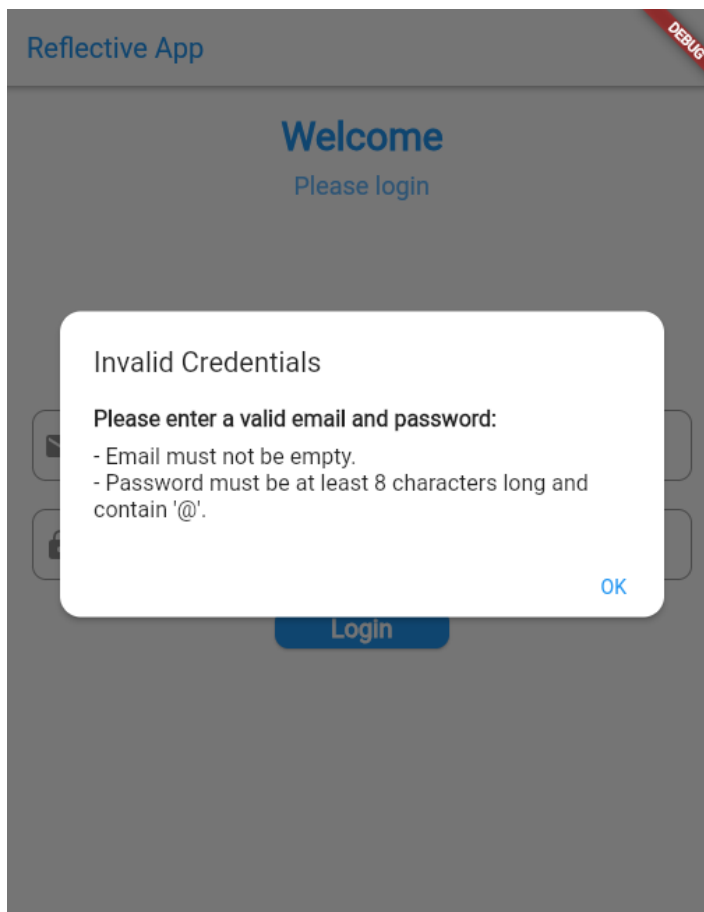 Reflective App
DEBUG
Welcome
Please login
Invalid Credentials
Please enter a valid email and password:
- Email must not be empty.
- Password must be at least 8 characters long and
contain '@'.
OK
Login